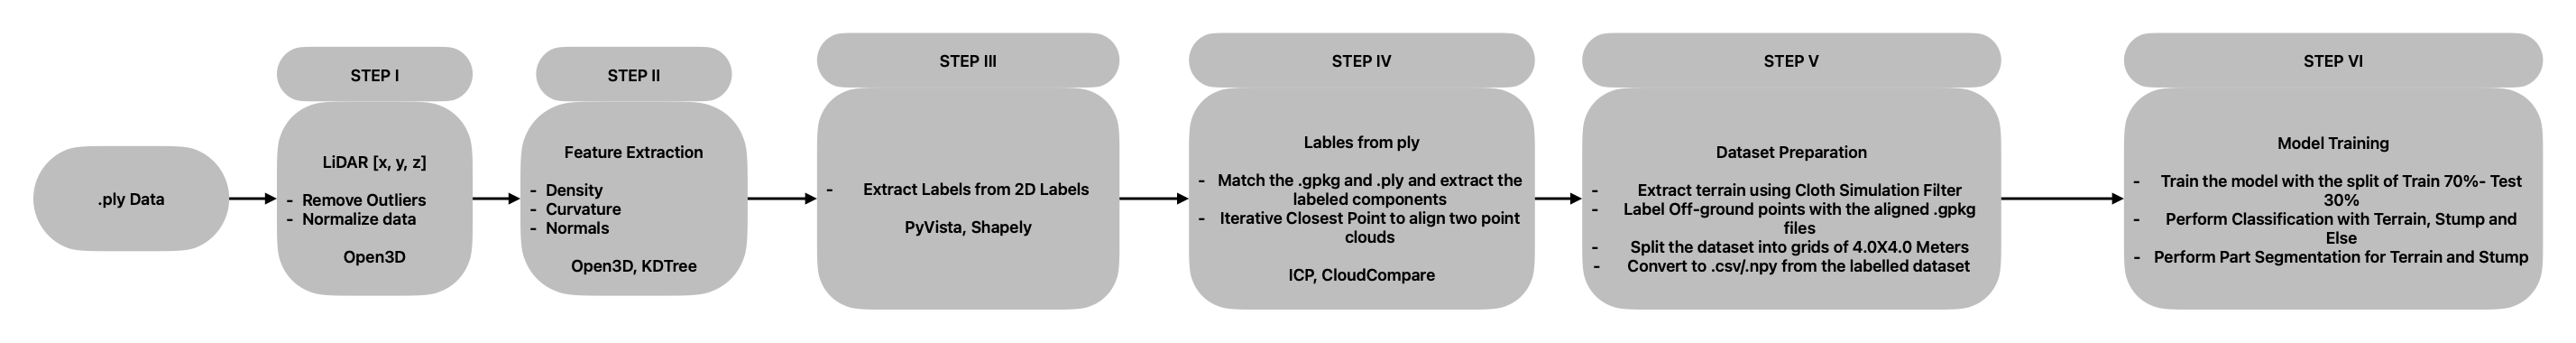 .ply Data
STEP I
LiDAR [x, y, z]
- Remove Outliers
- Normalize data
Open3D
STEP II
Feature Extraction
- Density
- Curvature
- Normals
Open3D, KDTree
STEP III
- Extract Labels from 2D Labels
PyVista, Shapely
STEP IV
Lables from ply
- Match the .gpkg and .ply and extract the
labeled components
- Iterative Closest Point to align two point
clouds
ICP, CloudCompare
STEP V
Dataset Preparation
- Extract terrain using Cloth Simulation Filter
- Label Off-ground points with the aligned .gpkg
files
- Split the dataset into grids of 4.0X4.0 Meters
- Convert to .csv/.npy from the labelled dataset
STEP VI
Model Training
- Train the model with the split of Train 70%- Test
30%
- Perform Classification with Terrain, Stump and
Else
- Perform Part Segmentation for Terrain and Stump